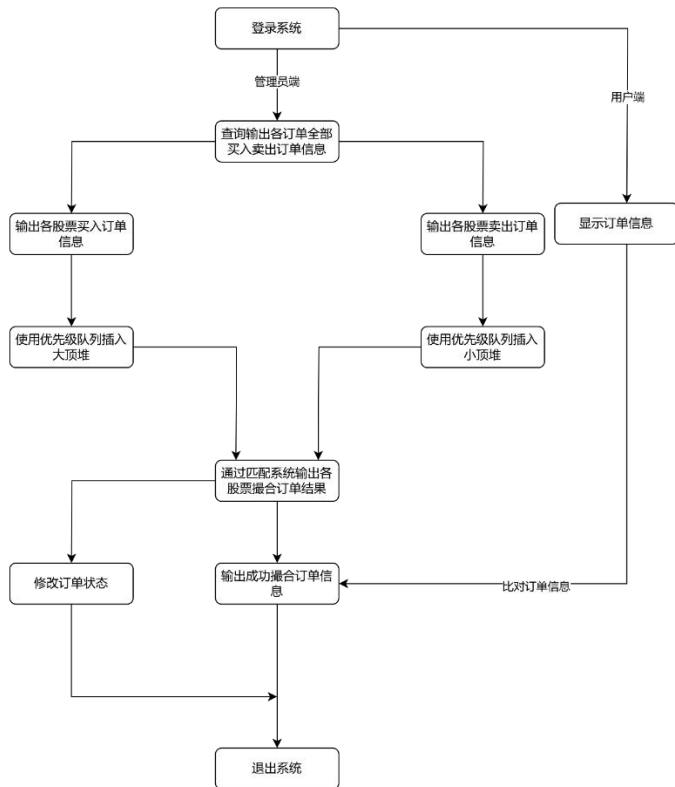 登录系统
管理员端
用户端
查询输出各订单全部
买入卖出订单信息
输出各股票买入订单
信息
输出各股票卖出订单
信息
显示订单信息
使用优先级队列插入
大顶堆
使用优先级队列插入
小顶堆
通过匹配系统输出各
股票撮合订单结果
修改订单状态
输出成功撮合订单信
息
比对订单信息
退出系统